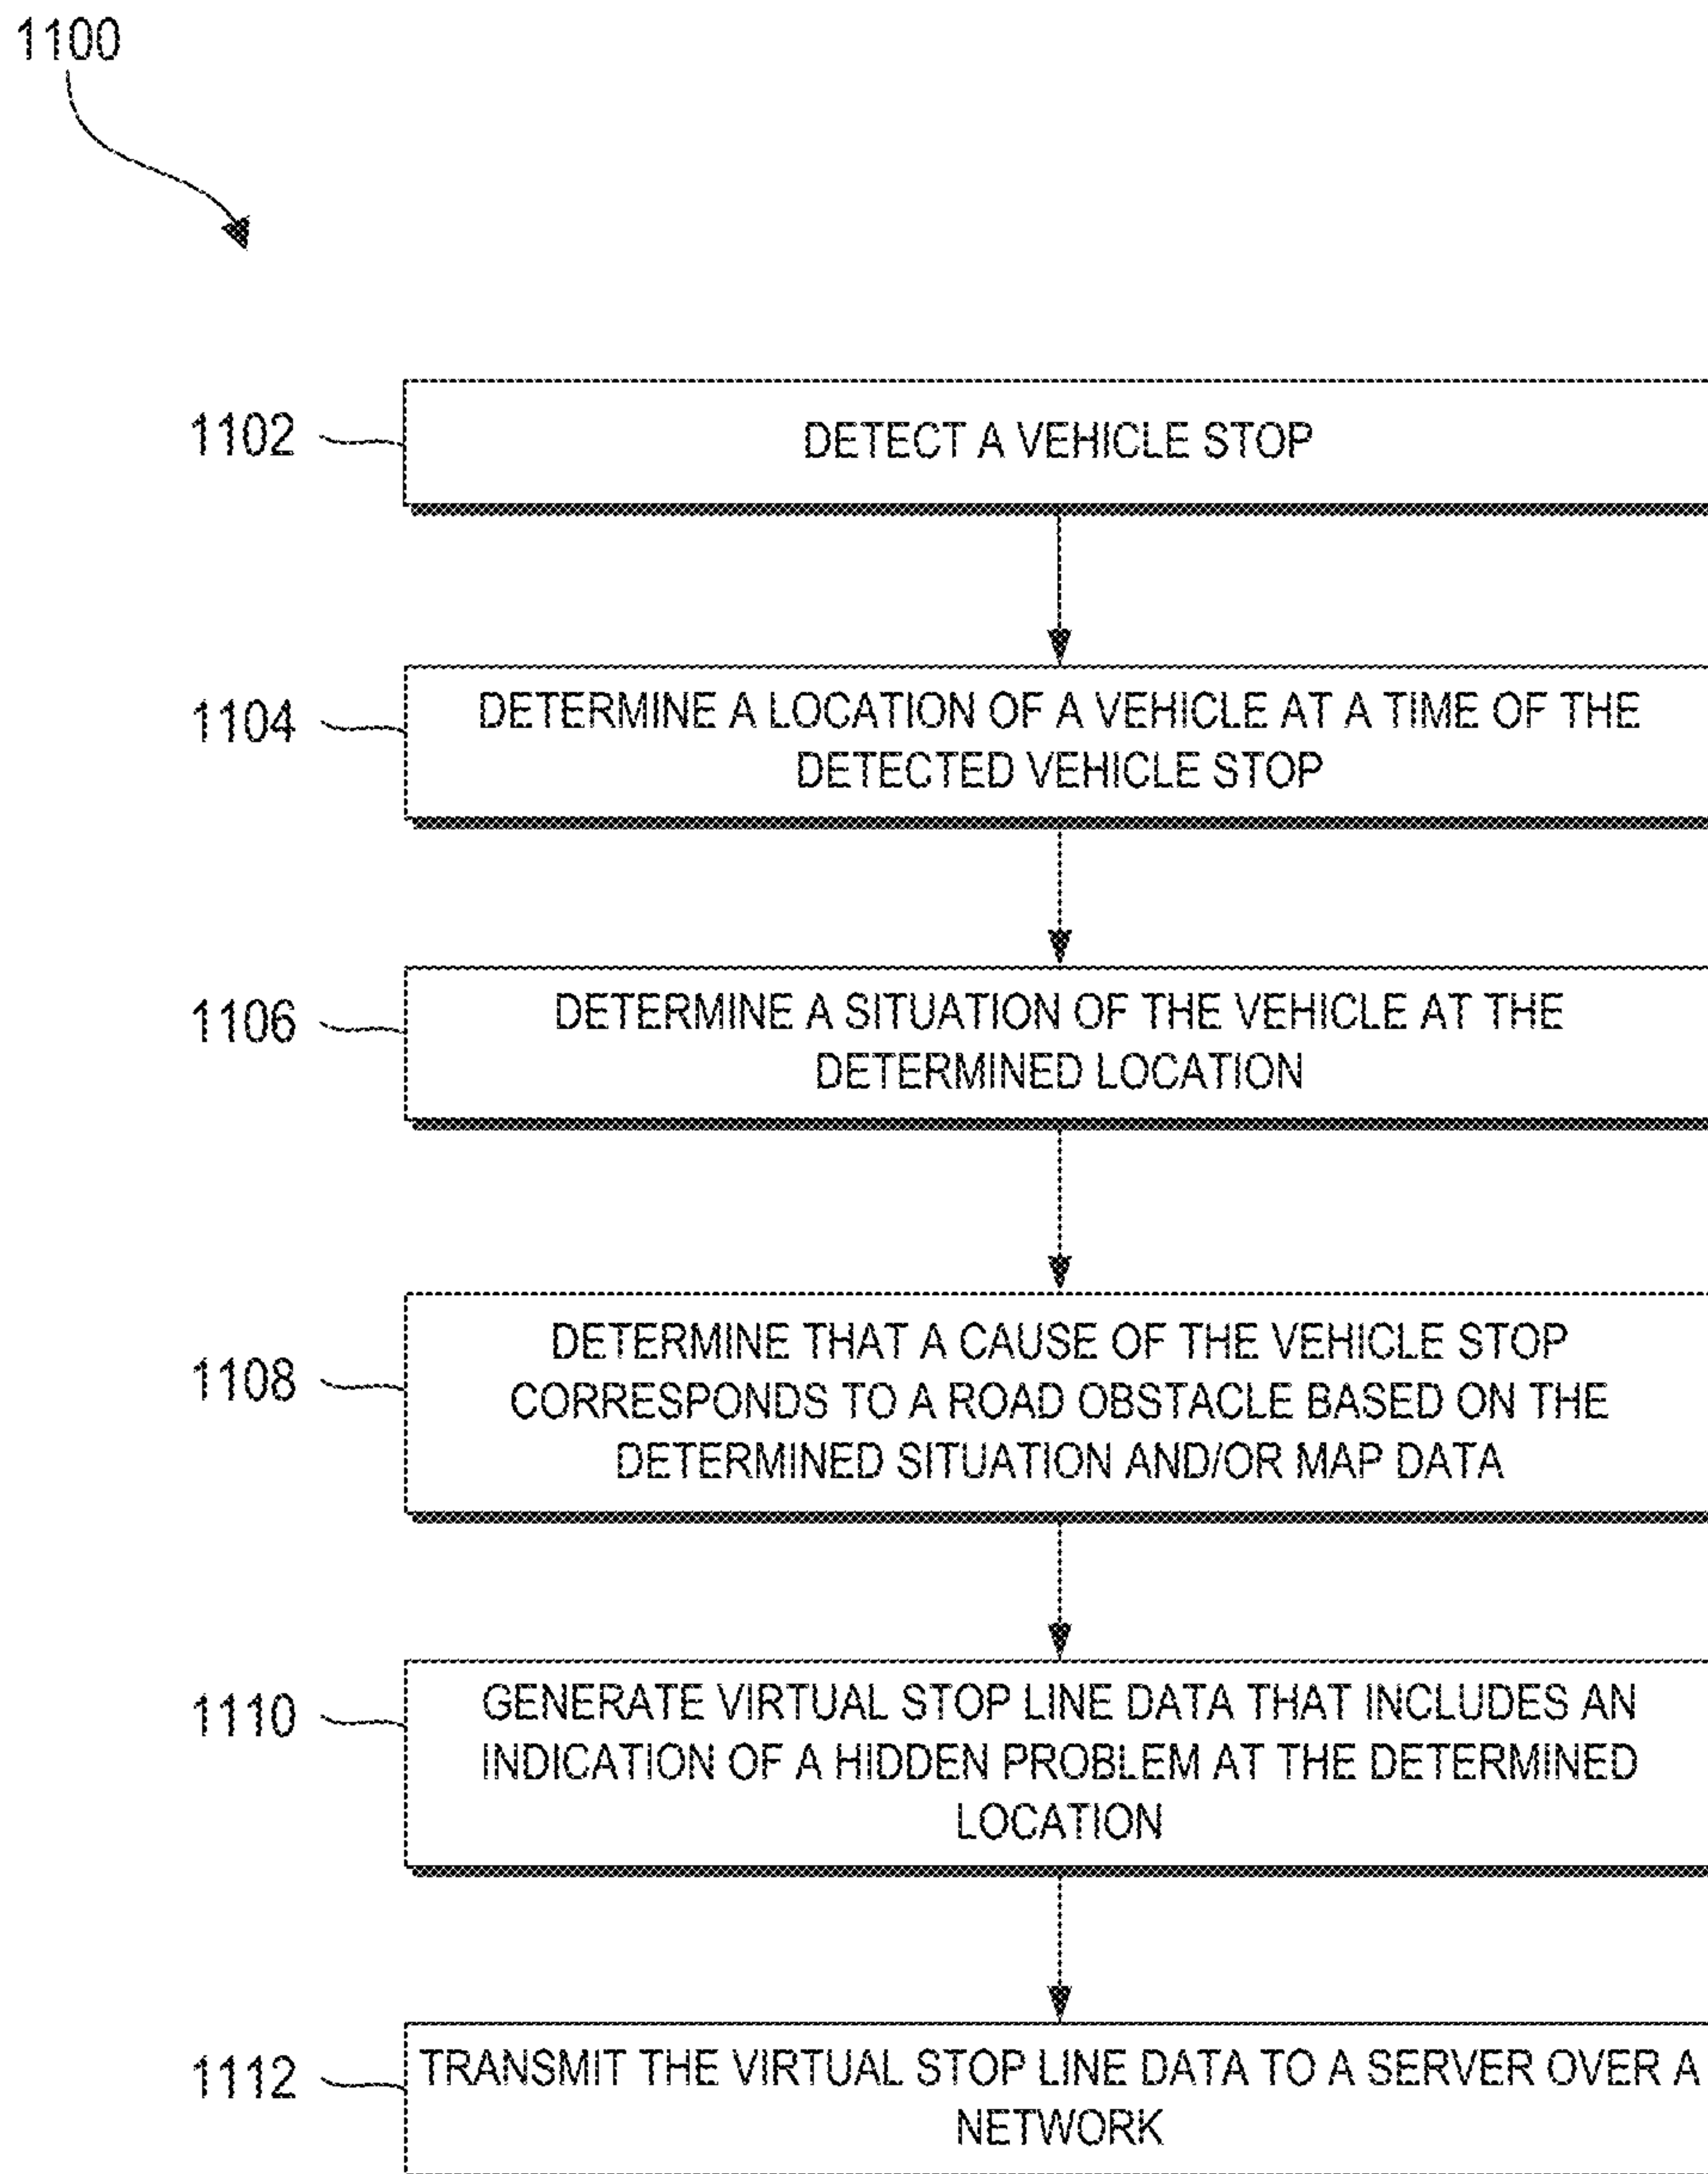 1100
1102
DETECT A VEHICLE STOP
1104
DETERMINE A LOCATION OF A VEHICLE AT A TIME OF THE
DETECTED VEHICLE STOP
1106
DETERMINE A SITUATION OF THE VEHICLE AT THE
DETERMINED LOCATION
1108
DETERMINE THAT A CAUSE OF THE VEHICLE STOP
CORRESPONDS TO A ROAD OBSTACLE BASED ON THE
DETERMINED SITUATION AND/OR MAP DATA
1110
GENERATE VIRTUAL STOP LINE DATA THAT INCLUDES AN
INDICATION OF A HIDDEN PROBLEM AT THE DETERMINED
LOCATION
1112
TRANSMIT THE VIRTUAL STOP LINE DATA TO A SERVER OVER A
NETWORK